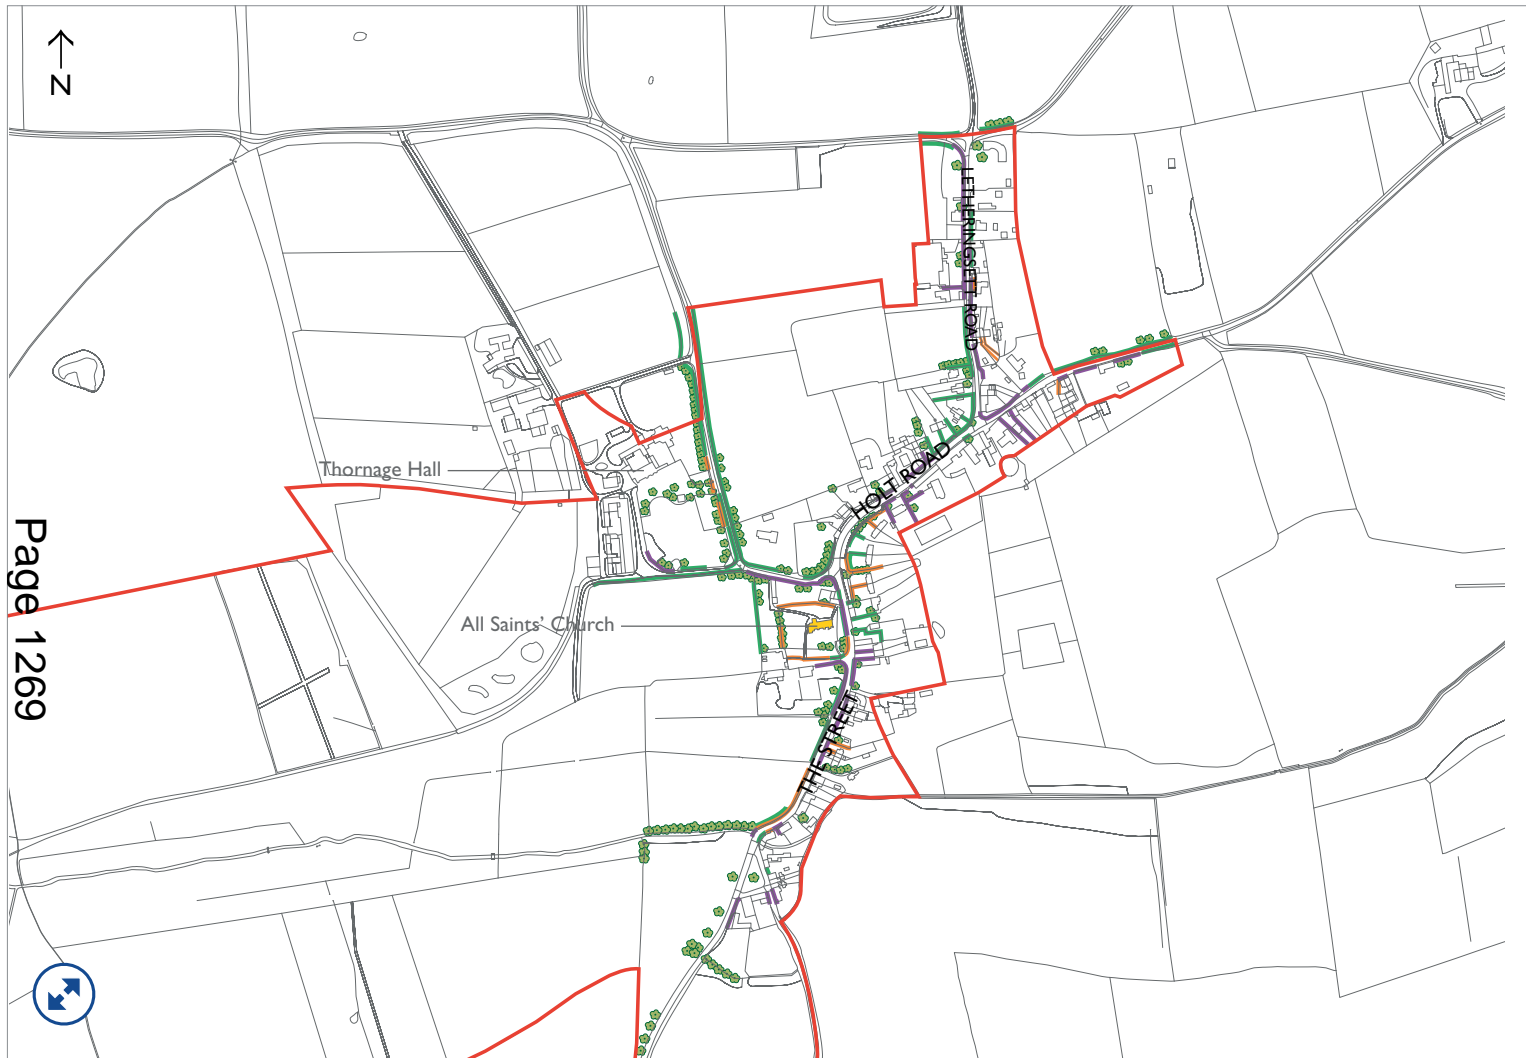 N
LETHERINGSETT ROAD
HOLT ROAD
Thornage Hall
All Saints’ Church
THE STREET
Page 1269